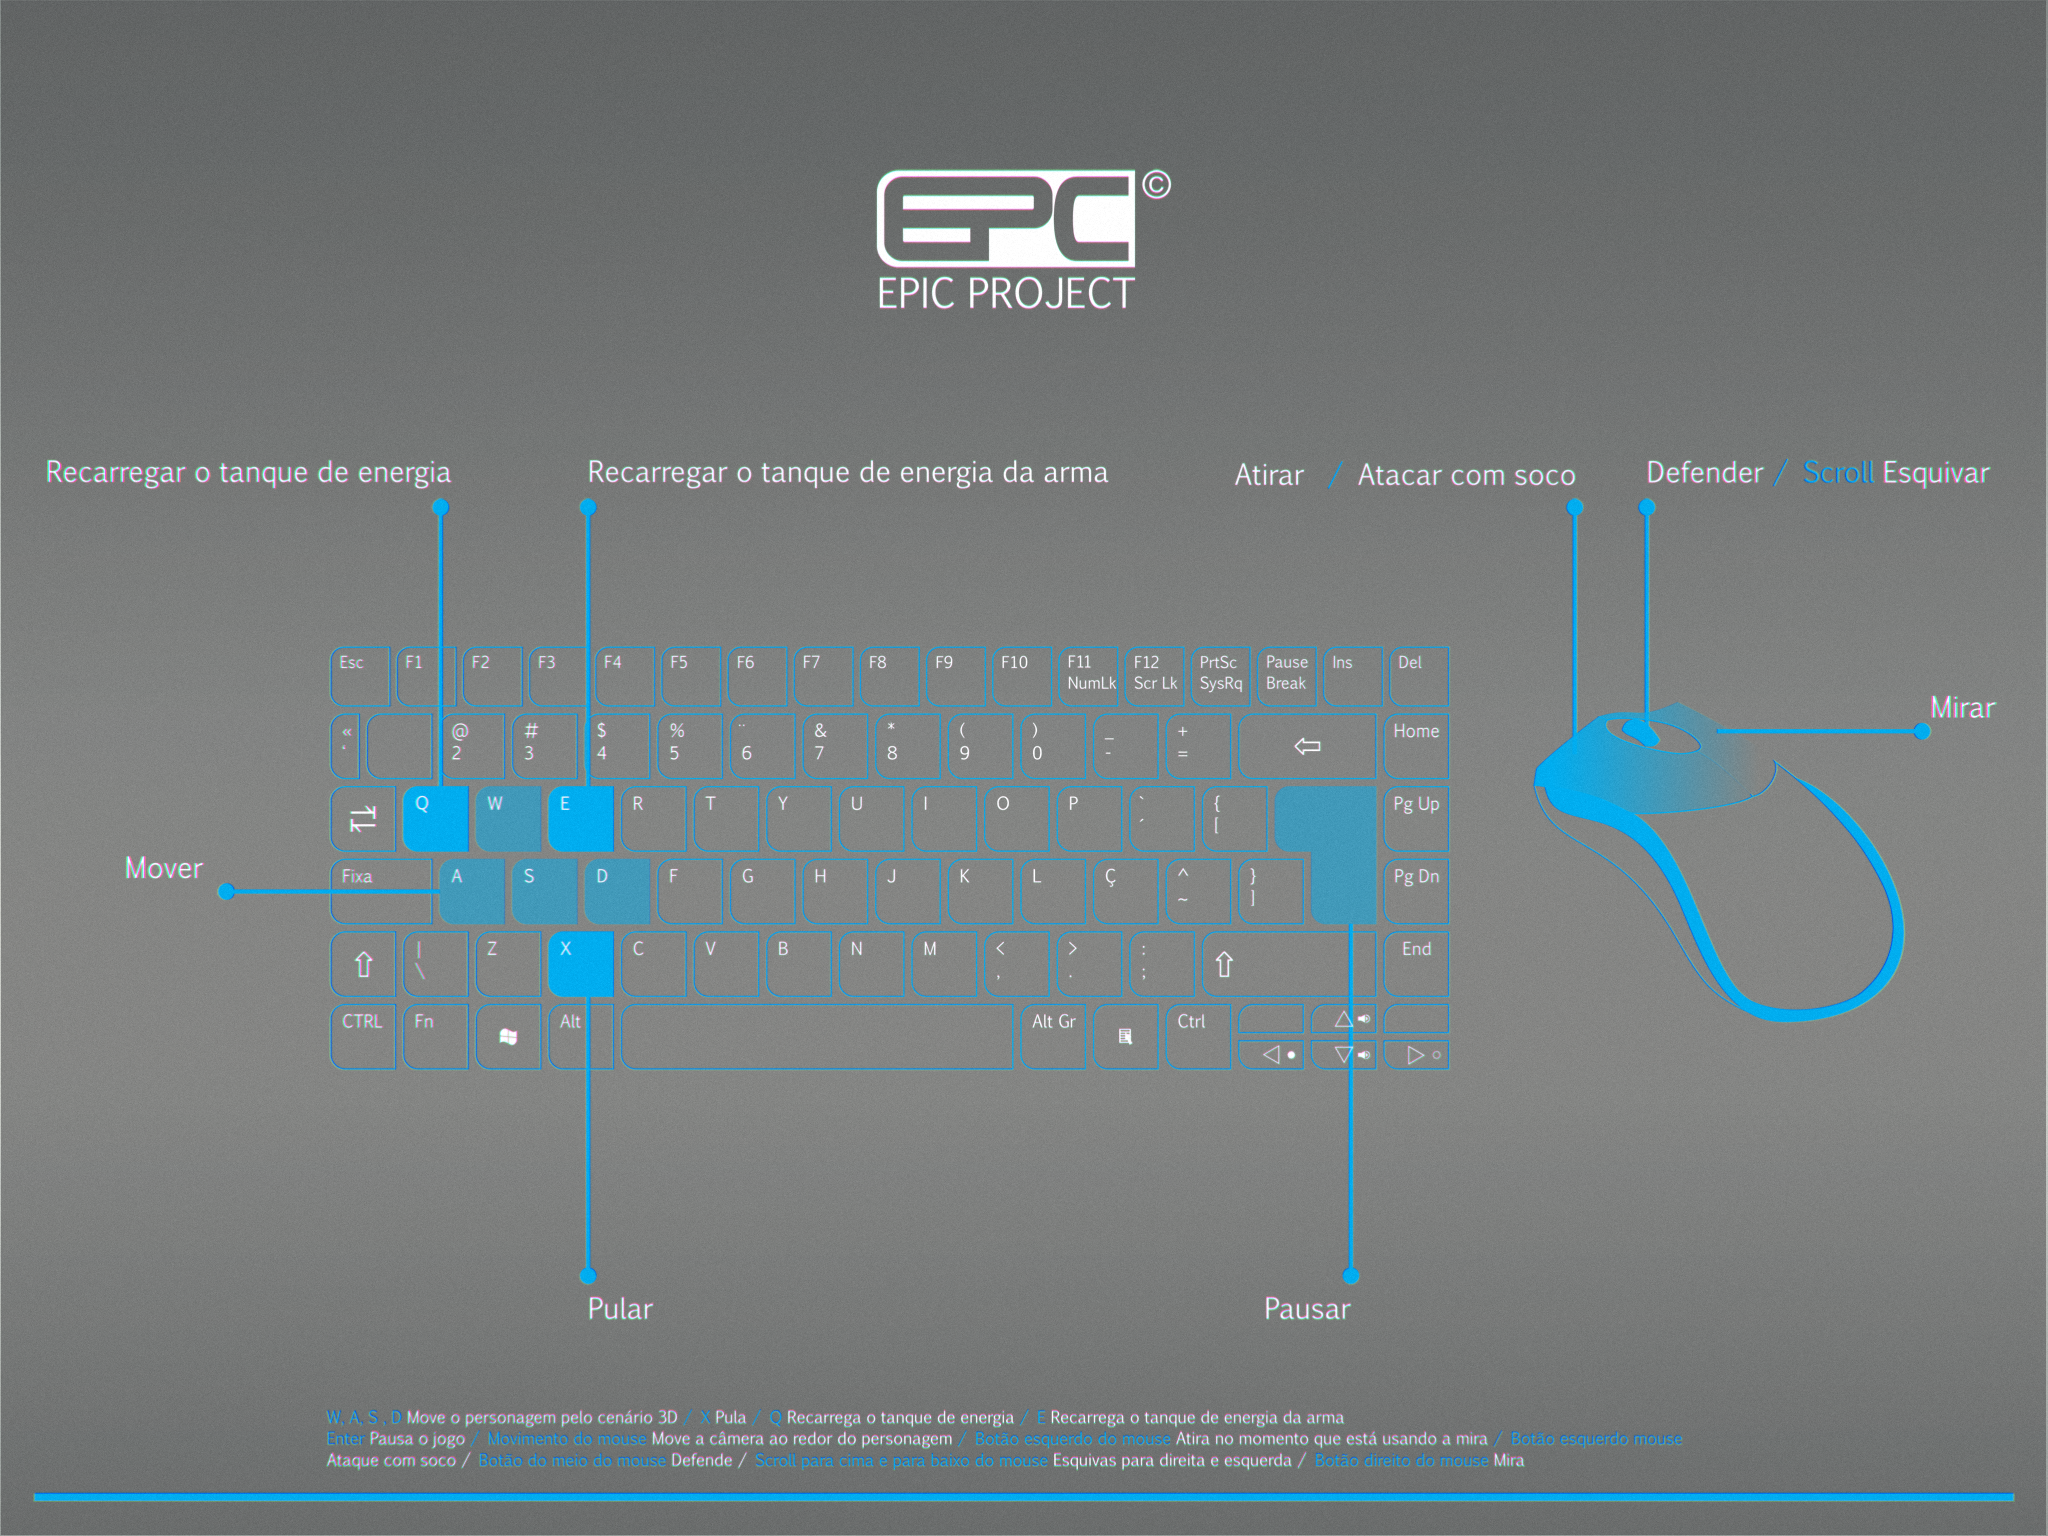 EPC ©
EPIC PROJECT
Recarregar o tanque de energia
Recarregar o tanque de energia da arma
Atirar / Atacar com soco
Defender / Scroll Esquivar
Mirar
Mover
Esc F1 F2 F3 F4 F5 F6 F7 F8 F9 F10 F11 F12 PrtSc Pause Ins Del
NumLk Scr Lk SysRq Break
« @ # $ % ¨ & * ( ) _ + Home
‘ 2 3 4 5 6 7 8 9 0 - =
Q W E R T Y U I O P ` { Pg Up
´ [
Fixa A S D F G H J K L Ç ^ } Pg Dn
~ ]
| Z X C V B N M < > : End
\ , . ;
CTRL Fn Alt Alt Gr Ctrl
Pular
Pausar
W, A, S , D Move o personagem pelo cenário 3D / X Pula / Q Recarrega o tanque de energia / E Recarrega o tanque de energia da arma
Enter Pausa o jogo / Movimento do mouse Move a câmera ao redor do personagem / Botão esquerdo do mouse Atira no momento que está usando a mira / Botão esquerdo mouse
Ataque com soco / Botão do meio do mouse Defende / Scroll para cima e para baixo do mouse Esquivas para direita e esquerda / Botão direito do mouse Mira